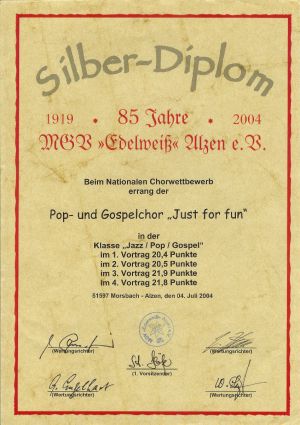 Silber-Diplom
1919 * 85 Jahre * 2004
MGV »Edelweiß« Alzen e.V.
Beim Nationalen Chorwettbewerb
errang der
Pop- und Gospelchor „Just for fun“
in der
Klasse „Jazz / Pop / Gospel"
im 1. Vortrag 20,4 Punkte
im 2. Vortrag 20,5 Punkte
im 3. Vortrag 21,9 Punkte
im 4. Vortrag 21,8 Punkte
51597 Morsbach - Alzen, den 04. Juli 2004
(Wertungsrichter)
(Wertungsrichter)
(1. Vorsitzender)
(Wertungsrichter)
(Wertungsrichter)